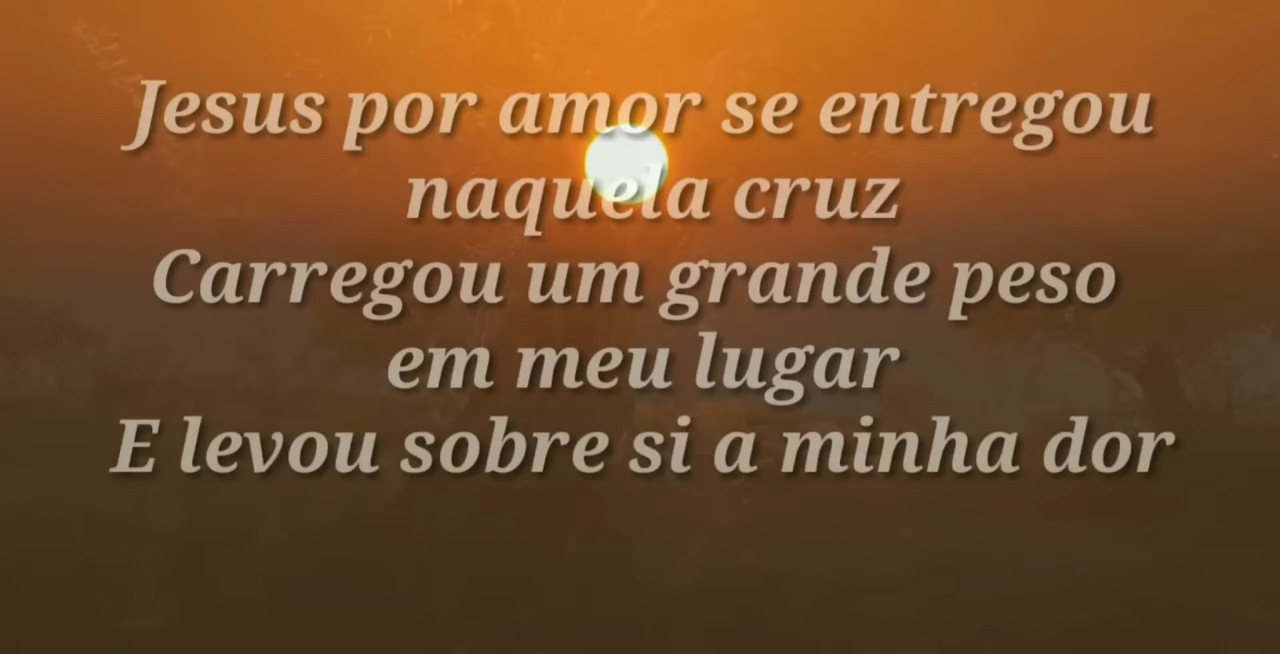 Jesus por amor se entregou
naquela cruz
Carregou um grande peso
em meu lugar
E levou sobre si a minha dor